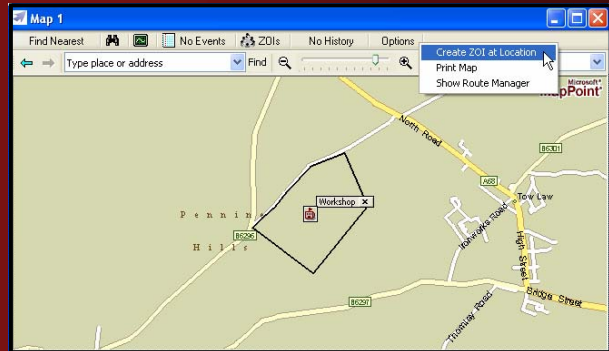 Map 1
Find Nearest No Events ZOIs No History Options
Create ZOI at Location
Print Map
Show Route Manager
Type place or address Find
Microsoft
MapPoint
North Road
B6301
A68
Tow Law
Workshop
Pennine
Hills
B6296
Ironworks Road
High Street
Bridge Street
B6297
Thornley Road